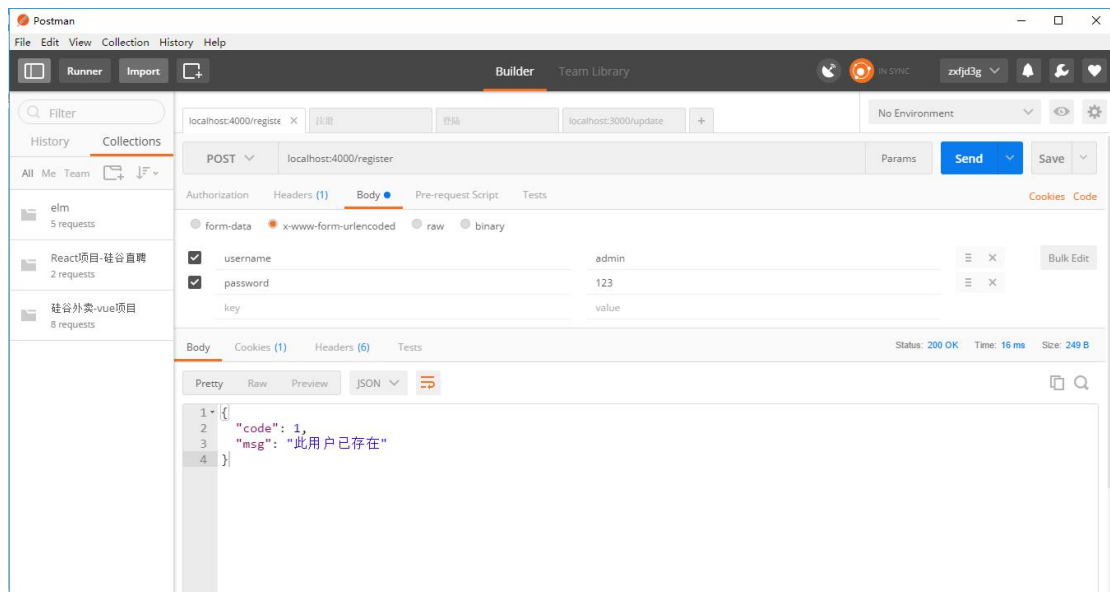 Postman
File Edit View Collection History Help
Runner Import Builder Team Library IN SYNC zxfjd3g
Filter
History Collections
All Me Team
elm
5 requests
React项目-硅谷直聘
2 requests
硅谷外卖-vue项目
8 requests
localhost:4000/registe 注册 登陆 localhost:3000/update + No Environment
POST localhost:4000/register Params Send Save
Authorization Headers (1) Body Pre-request Script Tests Cookies Code
form-data x-www-form-urlencoded raw binary
username admin Bulk Edit
password 123
key value
Body Cookies (1) Headers (6) Tests Status: 200 OK Time: 16 ms Size: 249 B
Pretty Raw Preview JSON
1 {
2 "code": 1,
3 "msg": "此用户已存在"
4 }